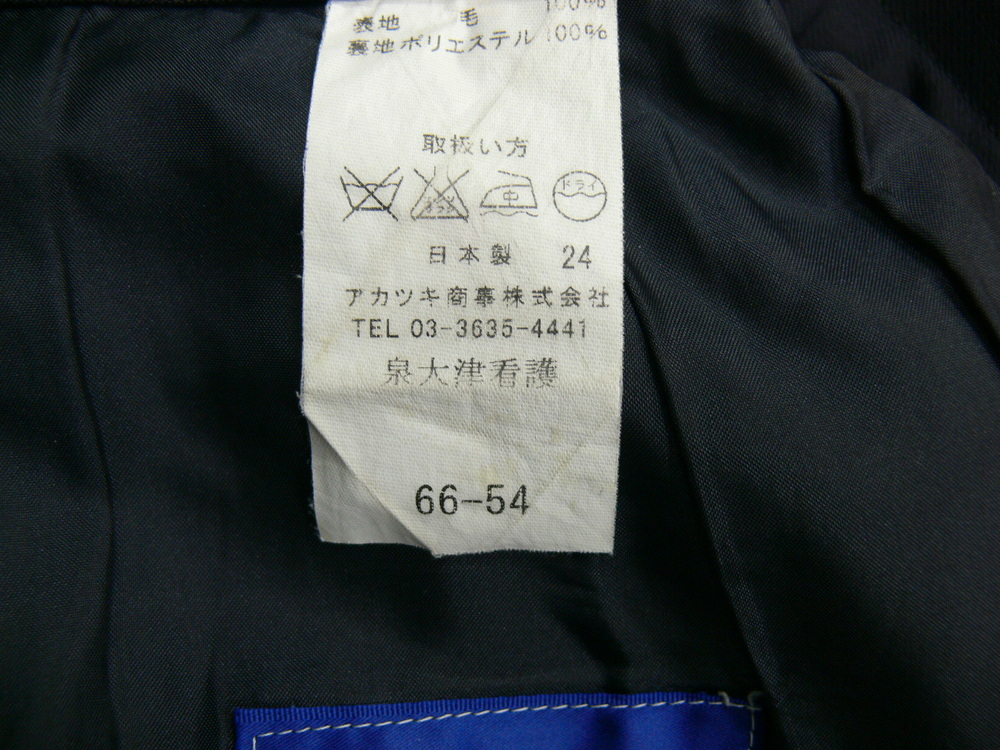 表地 毛 100%
裏地 ポリエステル 100%
取扱い方
中 ドライ
日本製 24
アカツキ商事株式会社
TEL 03-3635-4441
泉大津看護
66-54